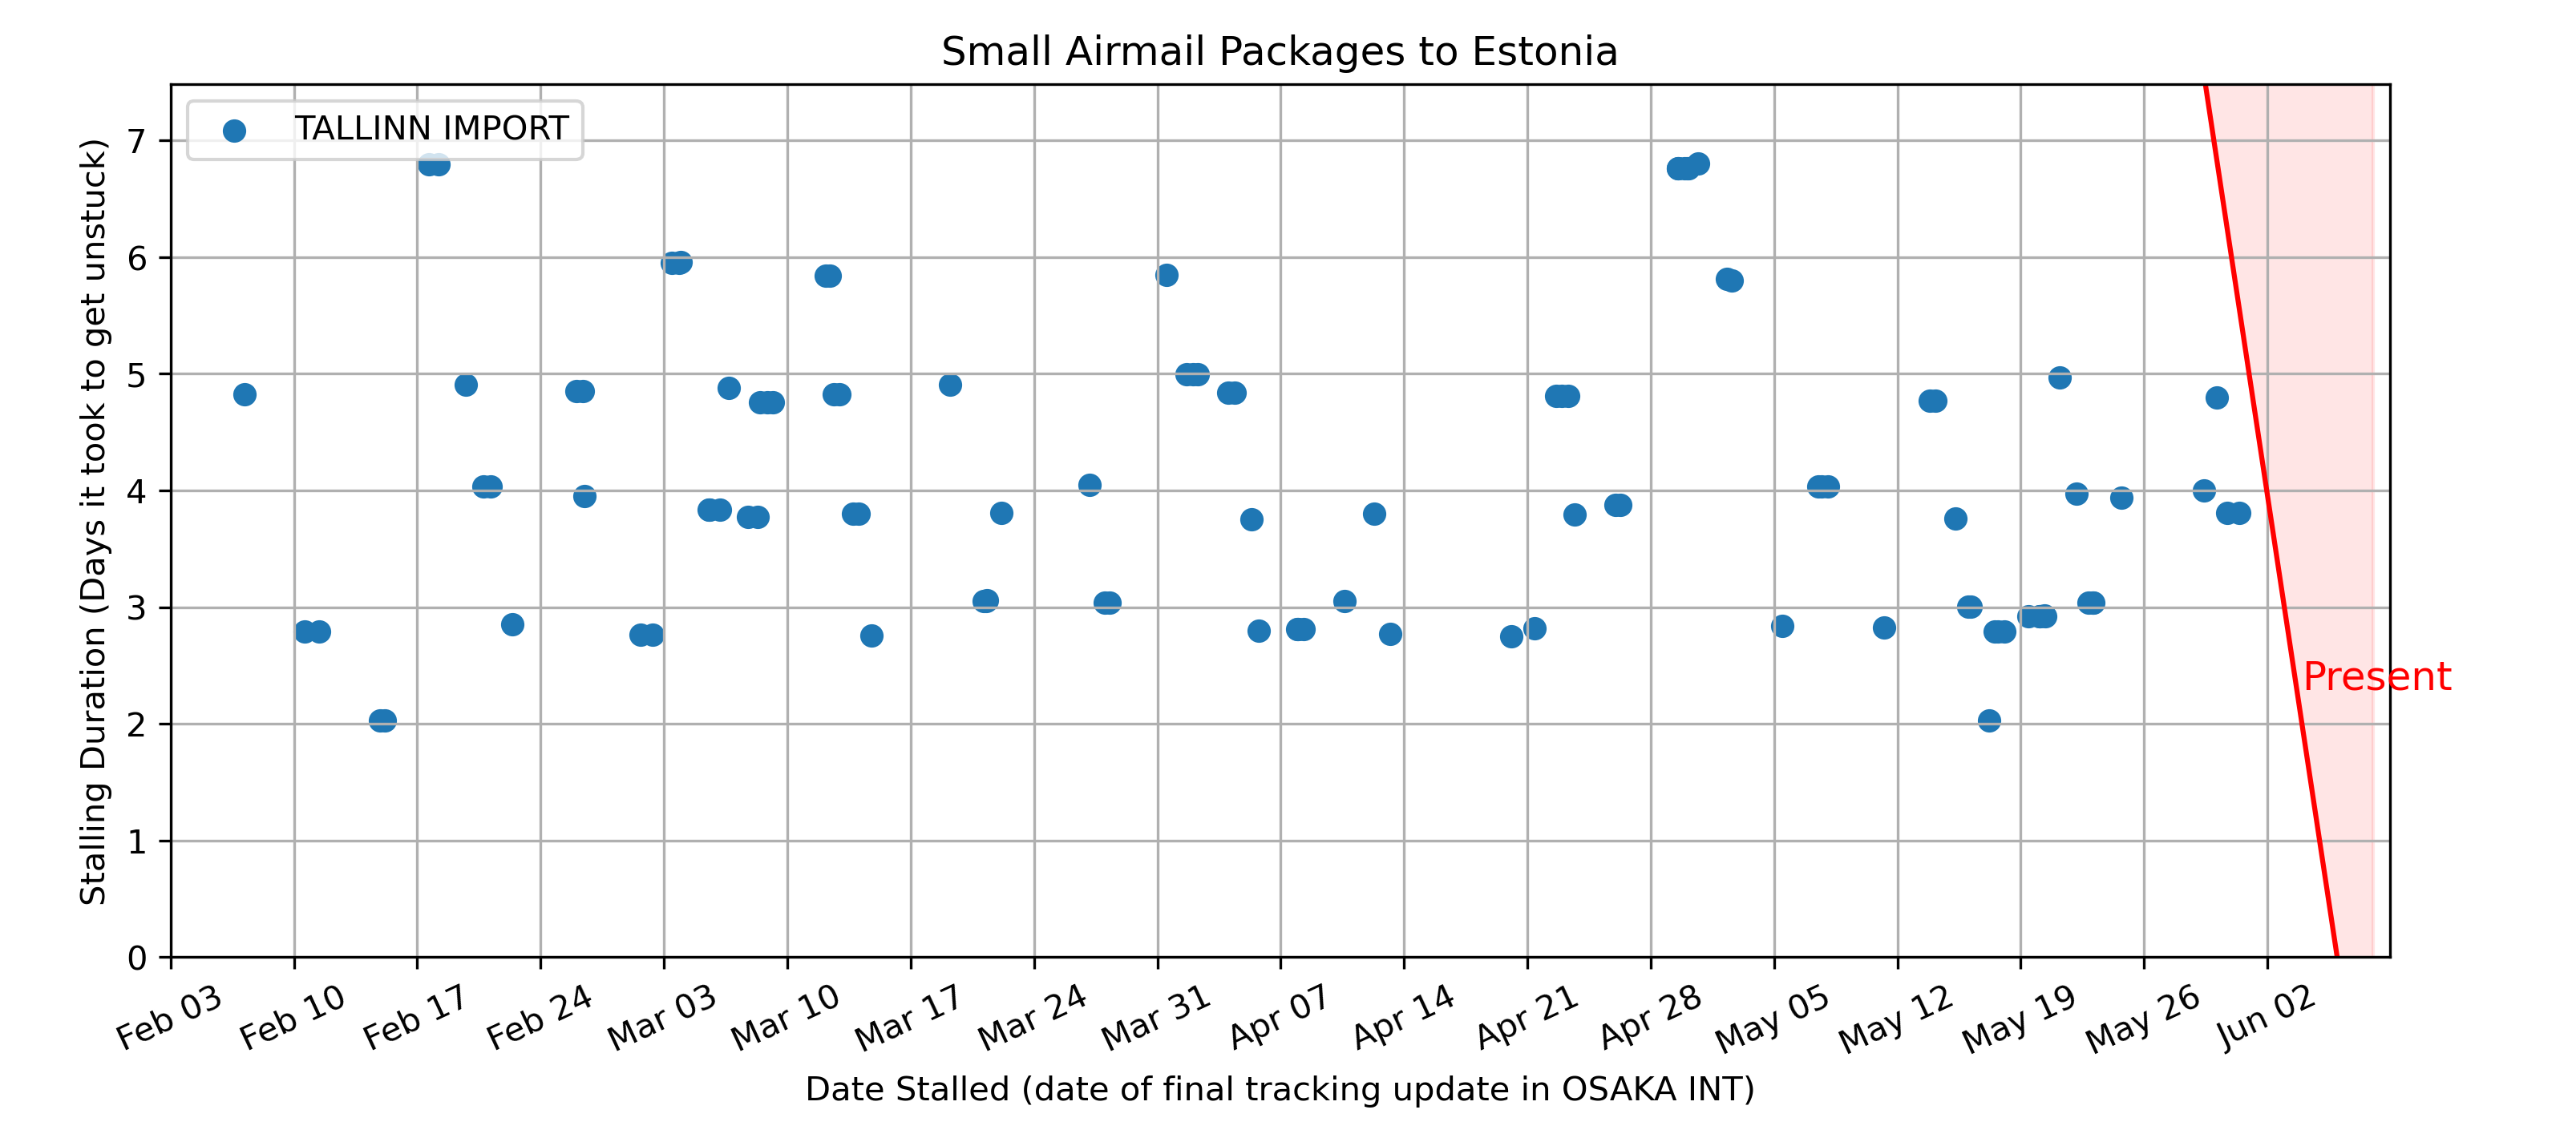 Small Airmail Packages to Estonia
TALLINN IMPORT
Stalling Duration (Days it took to get unstuck)
7
6
5
4
3
2
1
0
Present
Feb 03
Feb 10
Feb 17
Feb 24
Mar 03
Mar 10
Mar 17
Mar 24
Mar 31
Apr 07
Apr 14
Apr 21
Apr 28
May 05
May 12
May 19
May 26
Jun 02
Date Stalled (date of final tracking update in OSAKA INT)